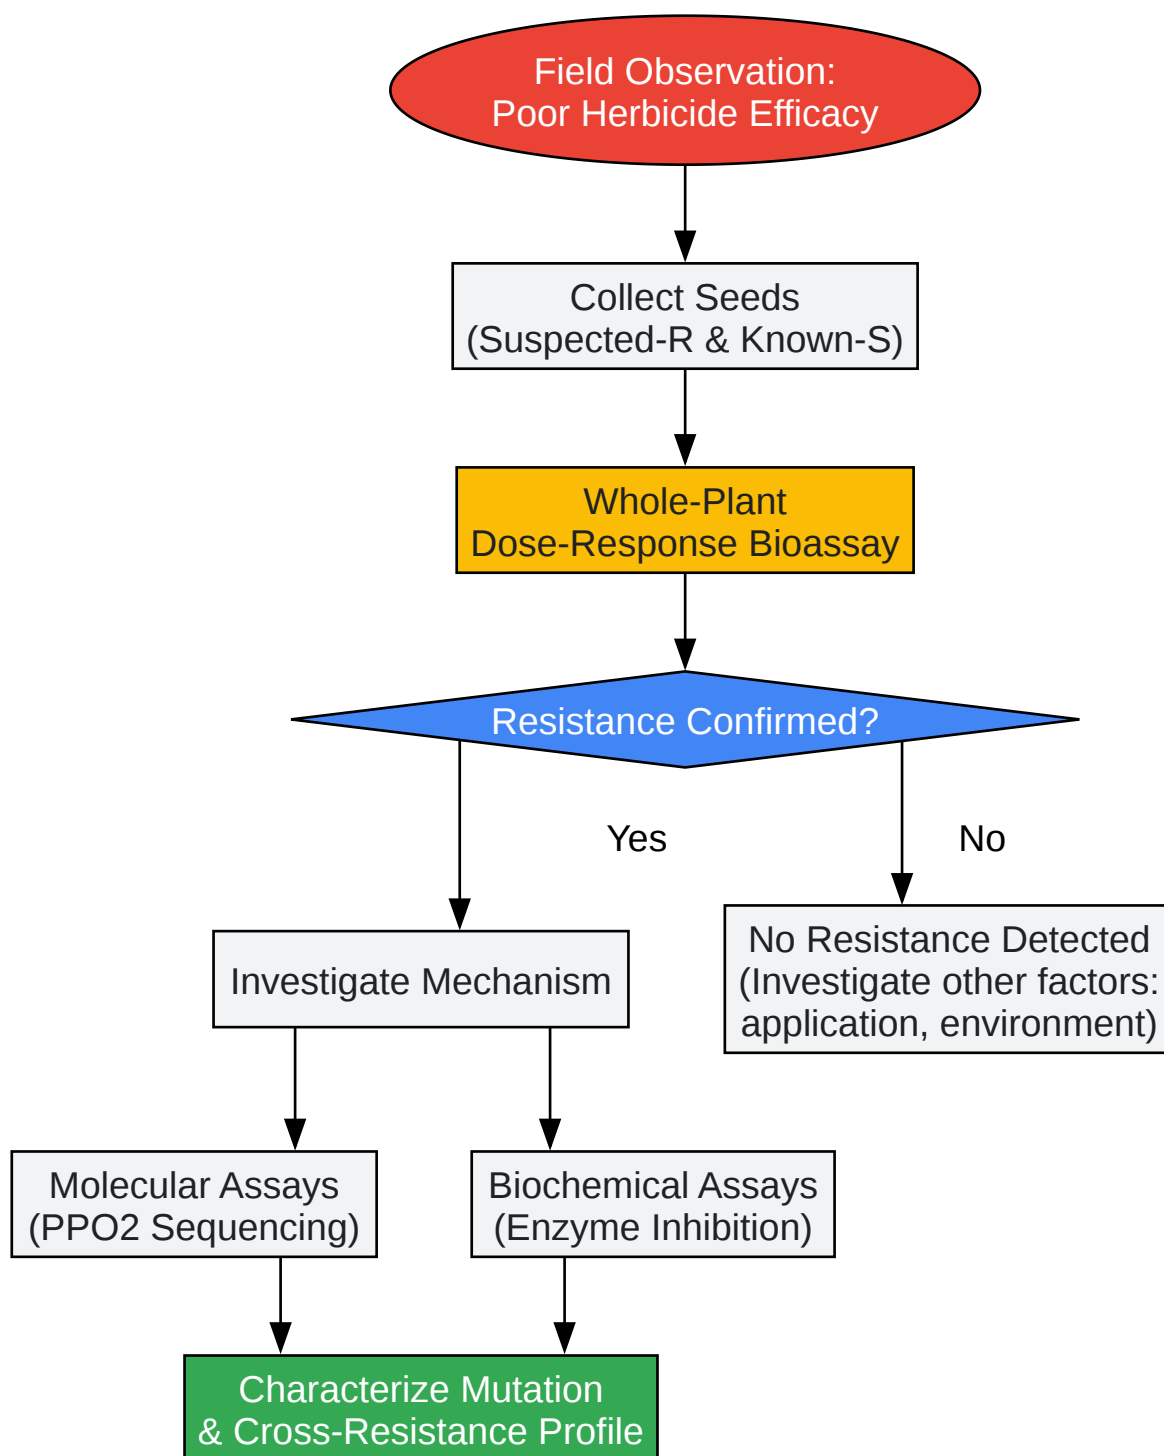 Field Observation:
Poor Herbicide Efficacy
Collect Seeds
(Suspected-R & Known-S)
Whole-Plant
Dose-Response Bioassay
Resistance Confirmed?
Yes
No
No Resistance Detected
(Investigate other factors:
application, environment)
Investigate Mechanism
Molecular Assays
(PPO2 Sequencing)
Biochemical Assays
(Enzyme Inhibition)
Characterize Mutation
& Cross-Resistance Profile